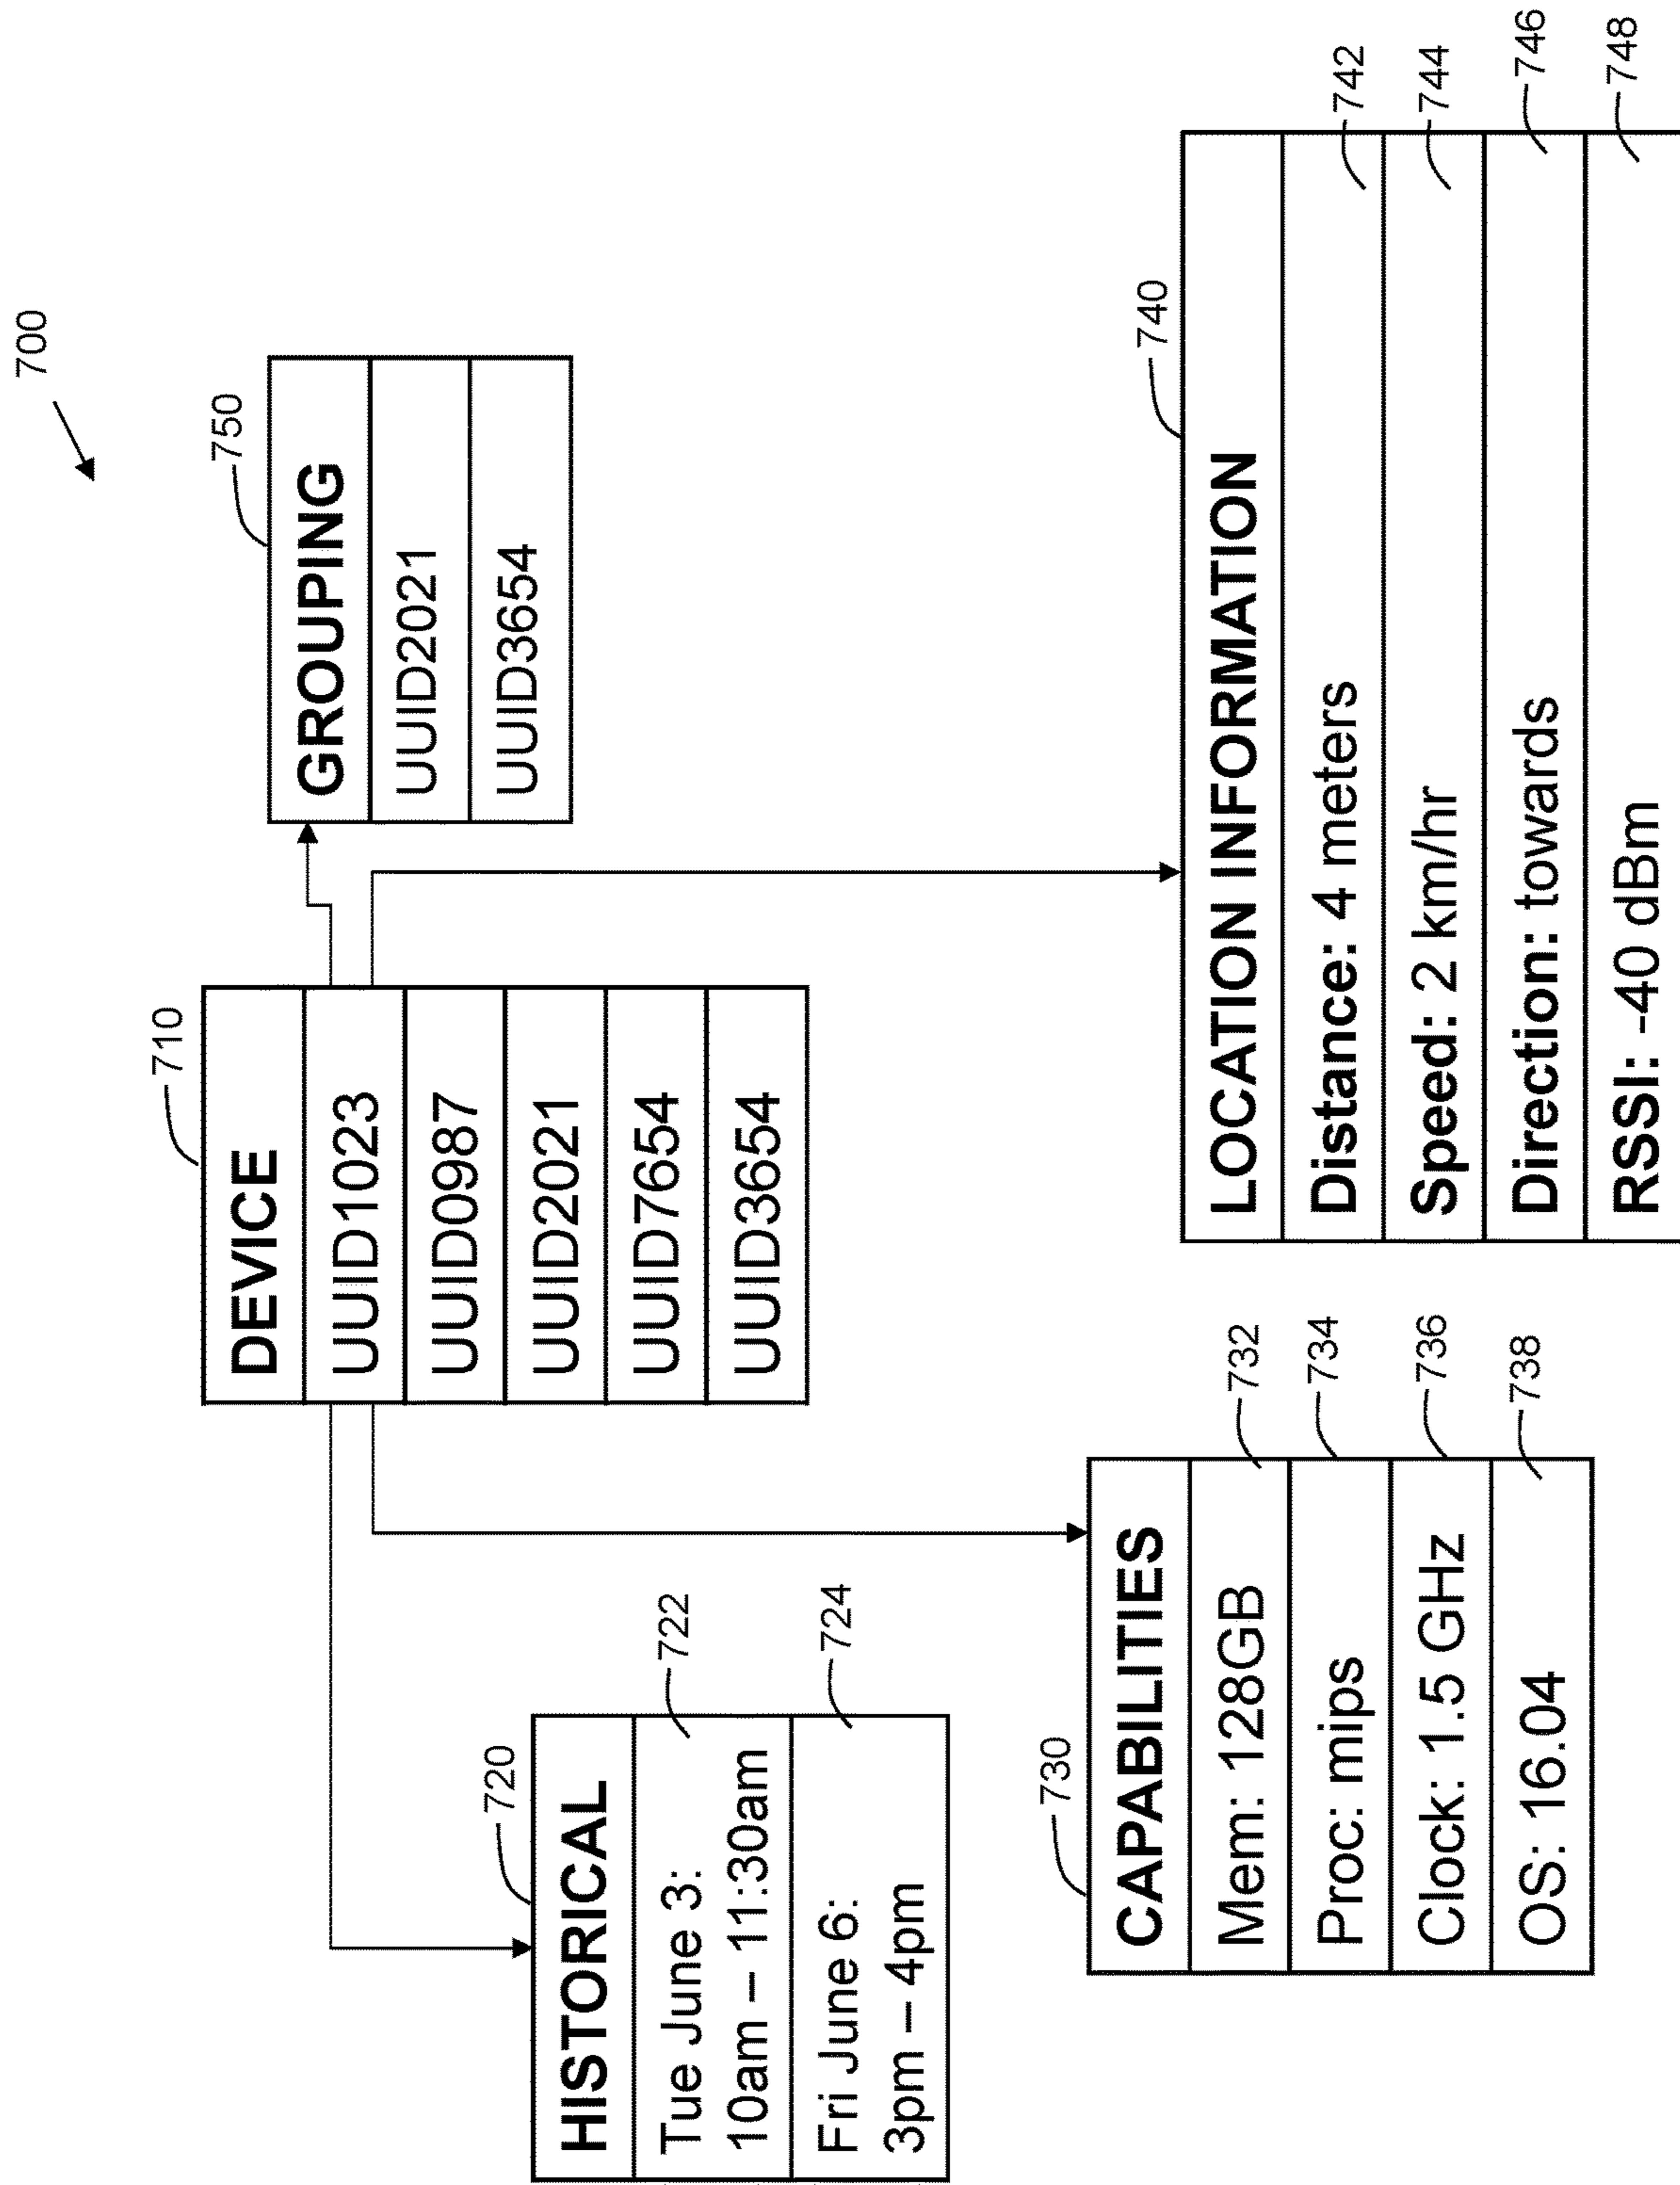 700
710
DEVICE
UUID1023
UUID0987
UUID2021
UUID7654
UUID3654
750
GROUPING
UUID2021
UUID3654
720
HISTORICAL
Tue June 3:
10am – 11:30am
722
Fri June 6:
3pm – 4pm
724
730
CAPABILITIES
Mem: 128GB
732
Proc: mips
734
Clock: 1.5 GHz
736
OS: 16.04
738
740
LOCATION INFORMATION
Distance: 4 meters
742
Speed: 2 km/hr
744
Direction: towards
746
RSSI: -40 dBm
748